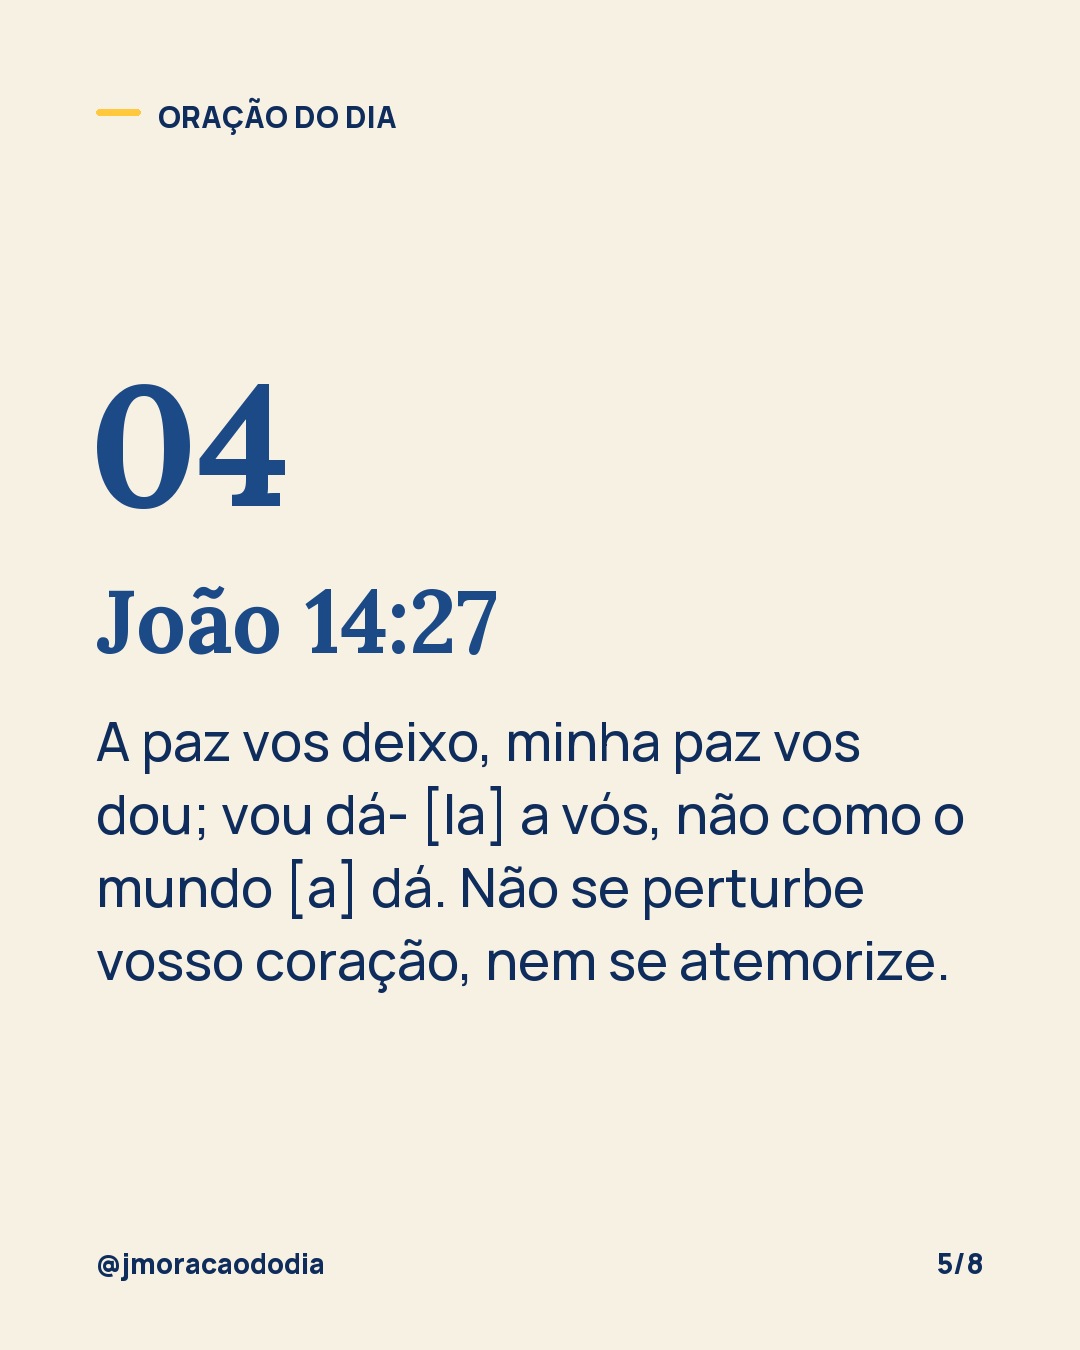 ORAÇÃO DO DIA
04
João 14:27
A paz vos deixo, minha paz vos
dou; vou dá- [la] a vós, não como o
mundo [a] dá. Não se perturbe
vosso coração, nem se atemorize.
@jmoracaododia
5/8